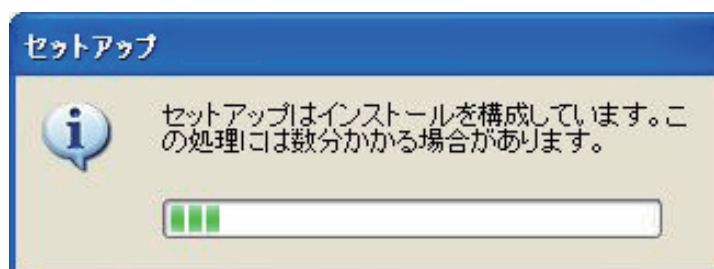 セットアップ
セットアップはインストールを構成しています。こ
の処理には数分かかる場合があります。